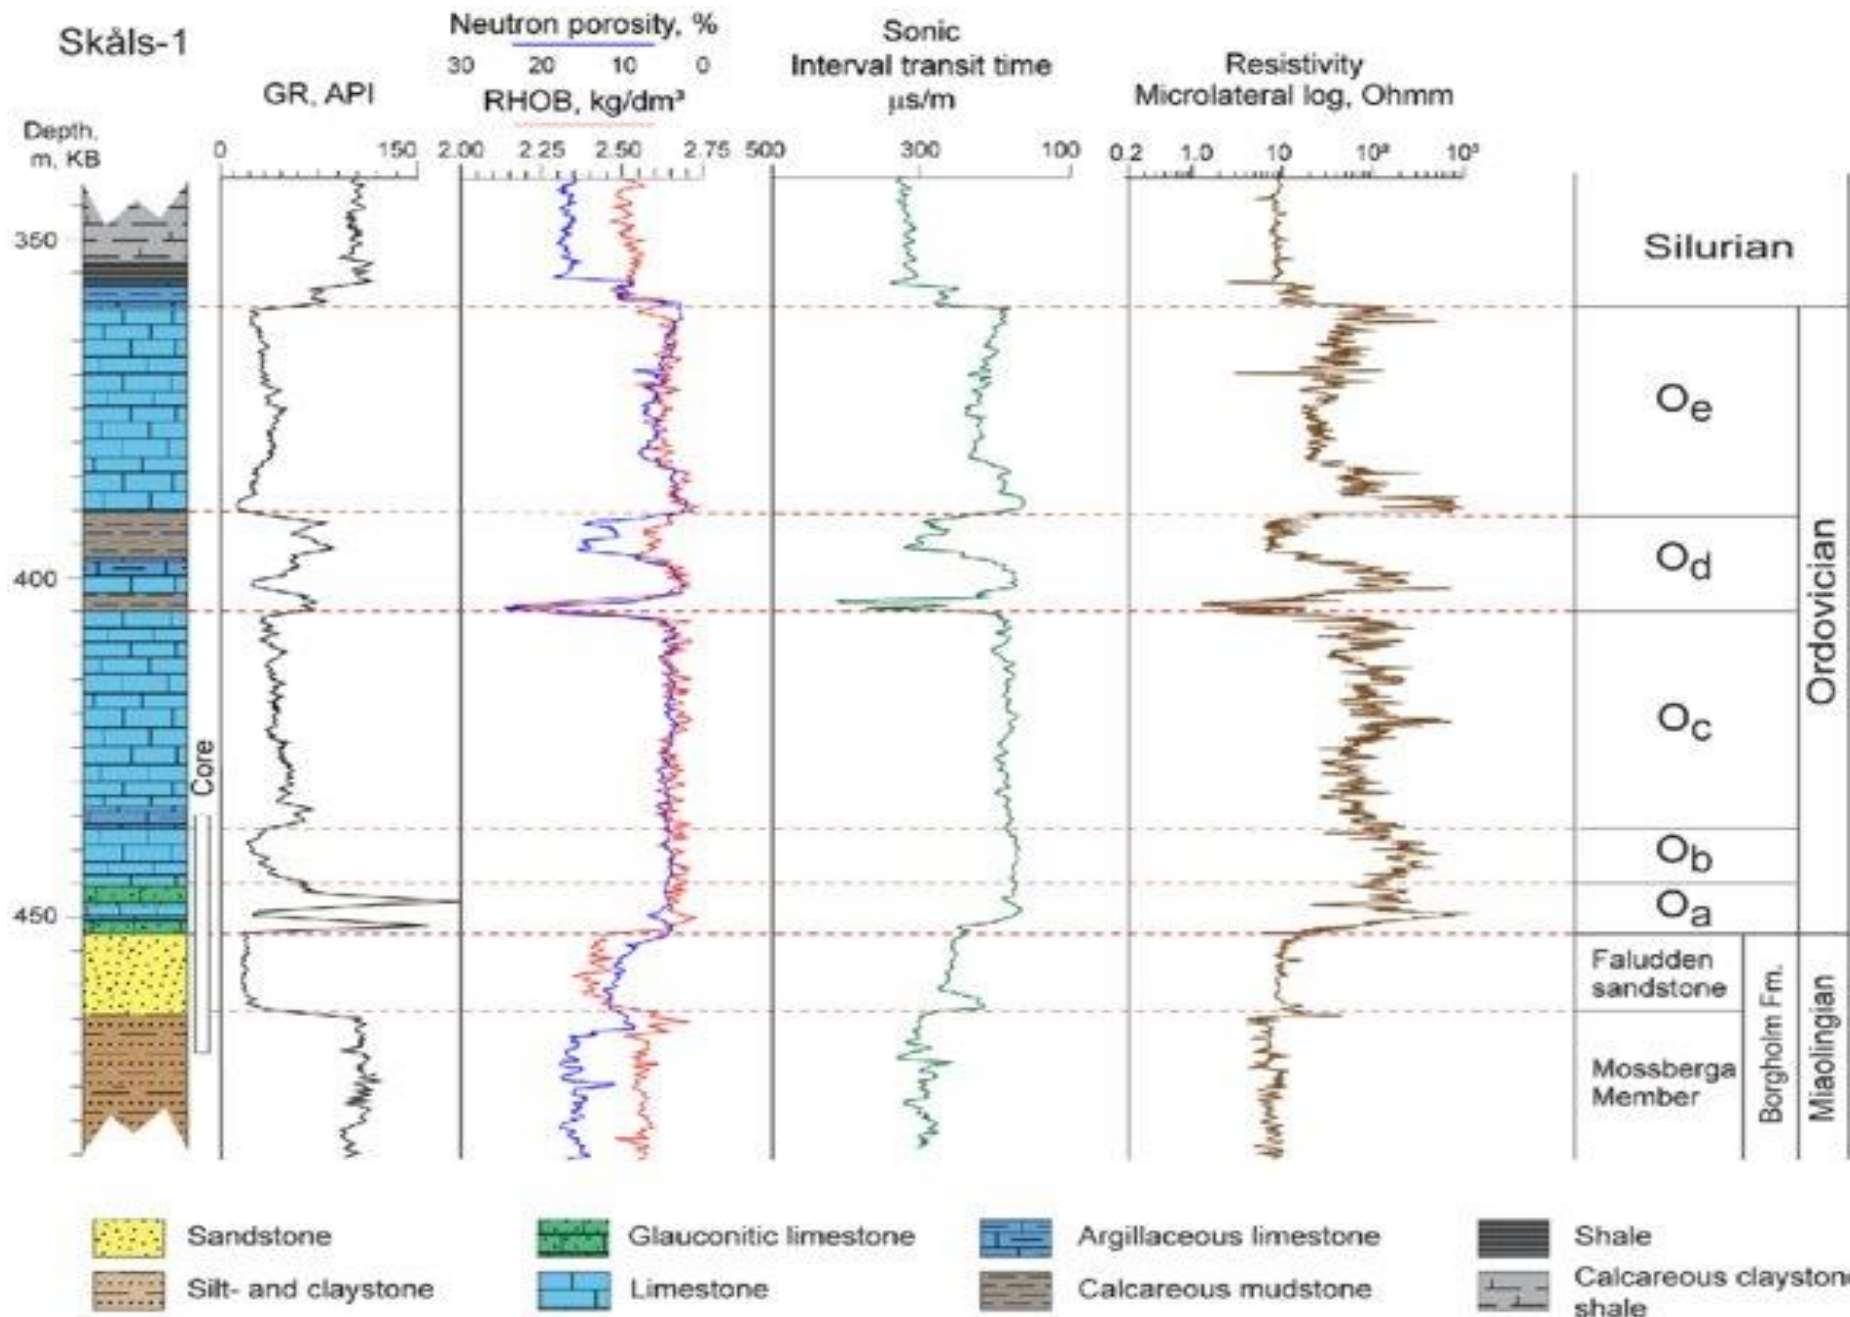 Skåls-1
Neutron porosity, %
30 20 10 0
RHOB, kg/dm³
2.00 2.25 2.50 2.75
GR, API
0 150
Depth,
m, KB
Sonic
Interval transit time
µs/m
500 300 100
Resistivity
Microlateral log, Ohmm
0.2 1.0 10 10² 10³
350
400
450
Core
Silurian
Oe
Od
Oc
Ob
Oa
Ordovician
Faludden
sandstone
Mossberga
Member
Borgholm Fm.
Miaolingian
Sandstone
Glauconitic limestone
Argillaceous limestone
Shale
Silt- and claystone
Limestone
Calcareous mudstone
Calcareous claystone
shale